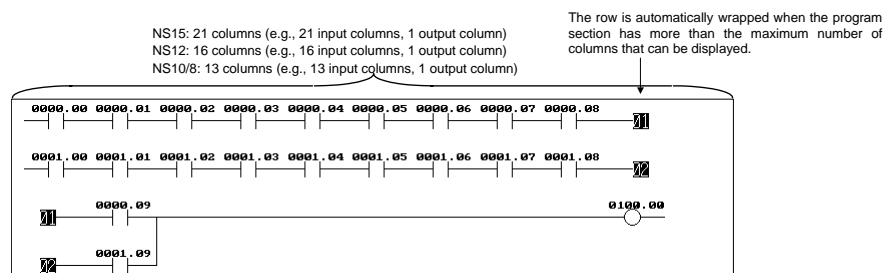 NS15: 21 columns (e.g., 21 input columns, 1 output column)
NS12: 16 columns (e.g., 16 input columns, 1 output column)
NS10/8: 13 columns (e.g., 13 input columns, 1 output column)
The row is automatically wrapped when the program
section has more than the maximum number of
columns that can be displayed.
0000.00 0000.01 0000.02 0000.03 0000.04 0000.05 0000.06 0000.07 0000.08
01
0001.00 0001.01 0001.02 0001.03 0001.04 0001.05 0001.06 0001.07 0001.08
02
0000.09 0100.00
01
0001.09
02